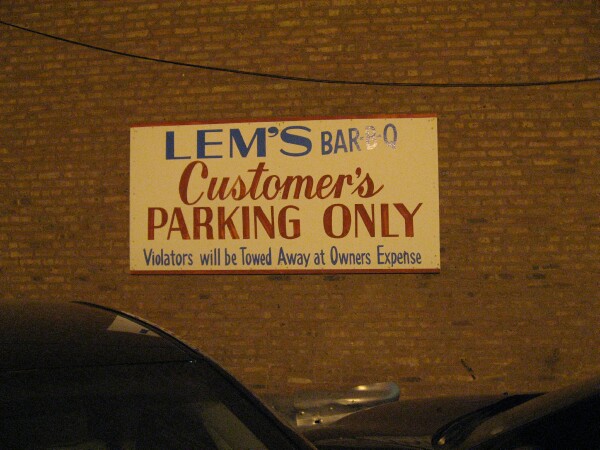 LEM'S BAR-B-Q
Customer's
PARKING ONLY
Violators will be Towed Away at Owners Expense